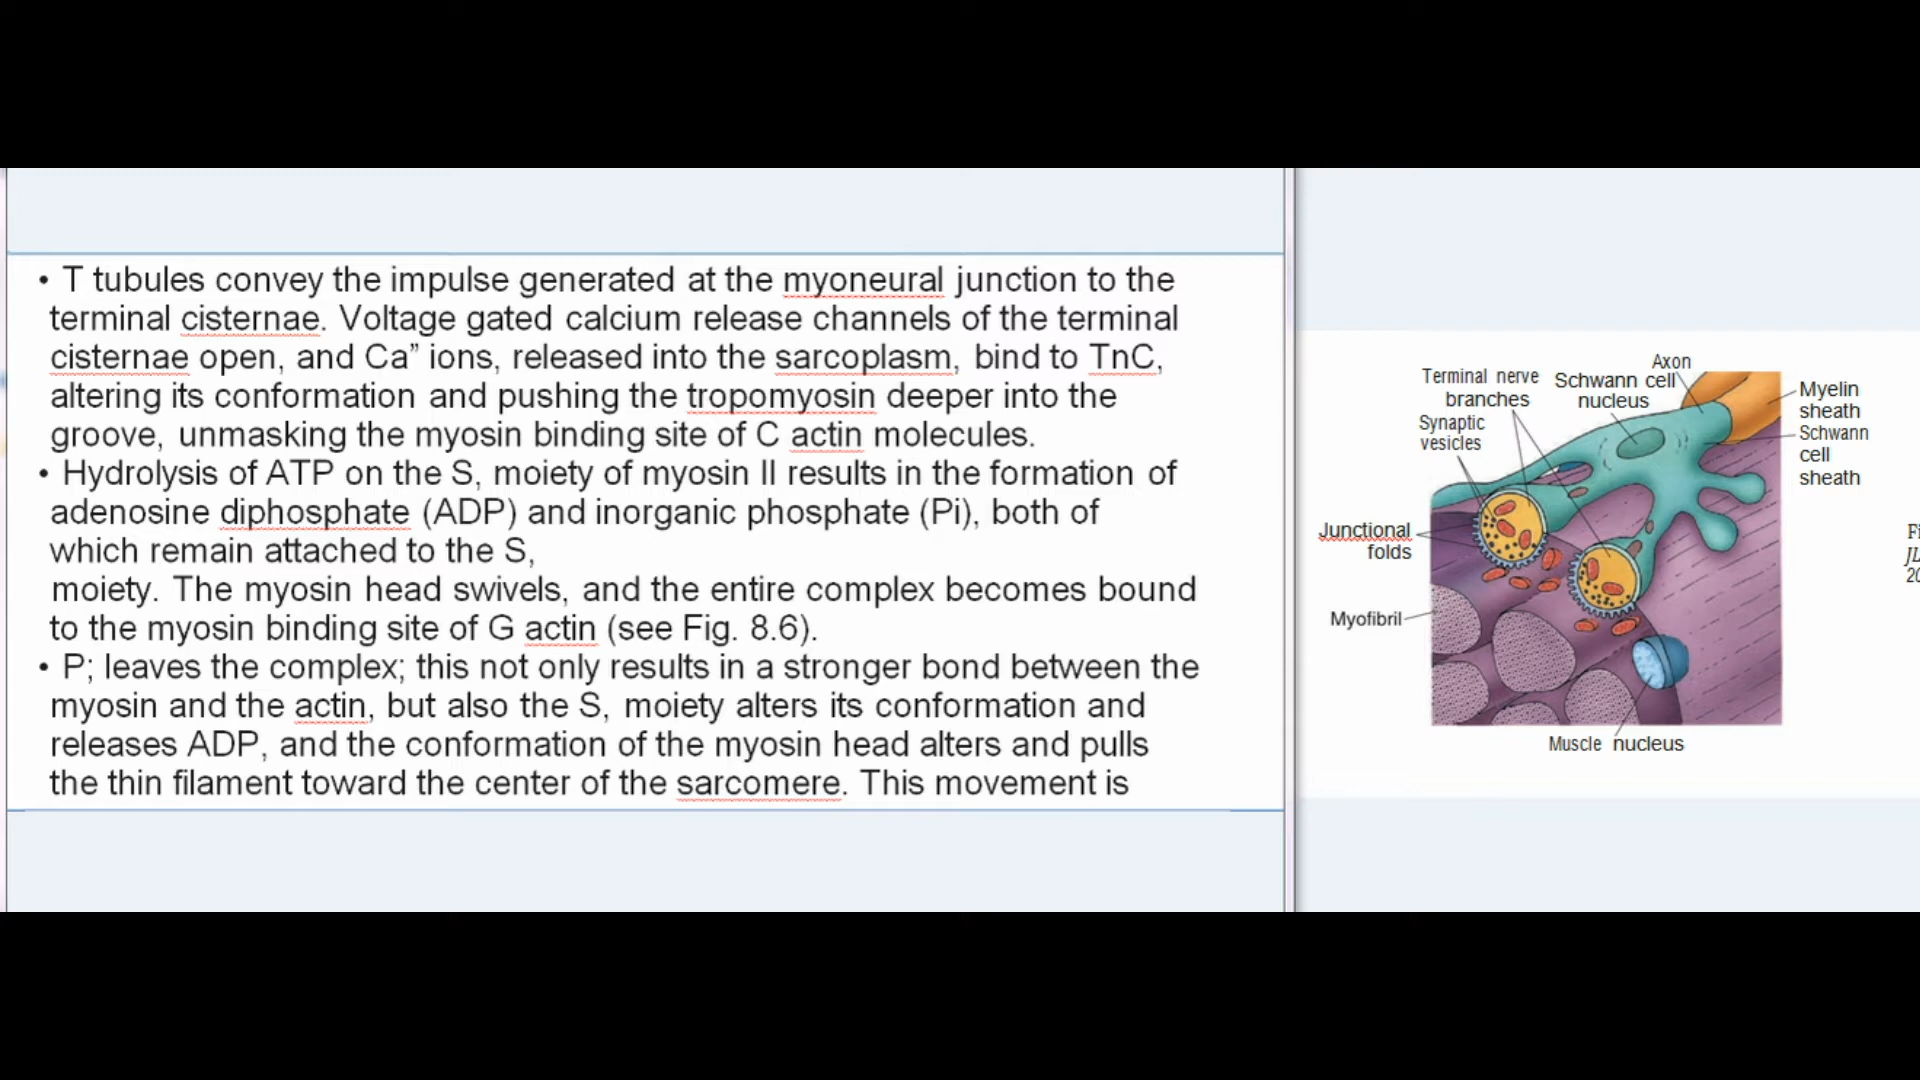 • T tubules convey the impulse generated at the myoneural junction to the
terminal cisternae. Voltage gated calcium release channels of the terminal
cisternae open, and Ca” ions, released into the sarcoplasm, bind to TnC,
altering its conformation and pushing the tropomyosin deeper into the
groove, unmasking the myosin binding site of C actin molecules.
• Hydrolysis of ATP on the S, moiety of myosin II results in the formation of
adenosine diphosphate (ADP) and inorganic phosphate (Pi), both of
which remain attached to the S,
moiety. The myosin head swivels, and the entire complex becomes bound
to the myosin binding site of G actin (see Fig. 8.6).
• P; leaves the complex; this not only results in a stronger bond between the
myosin and the actin, but also the S, moiety alters its conformation and
releases ADP, and the conformation of the myosin head alters and pulls
the thin filament toward the center of the sarcomere. This movement is
Axon
Terminal nerve
branches
Schwann cell
nucleus
Synaptic
vesicles
Myelin
sheath
Schwann
cell
sheath
Junctional
folds
Myofibril
Muscle nucleus